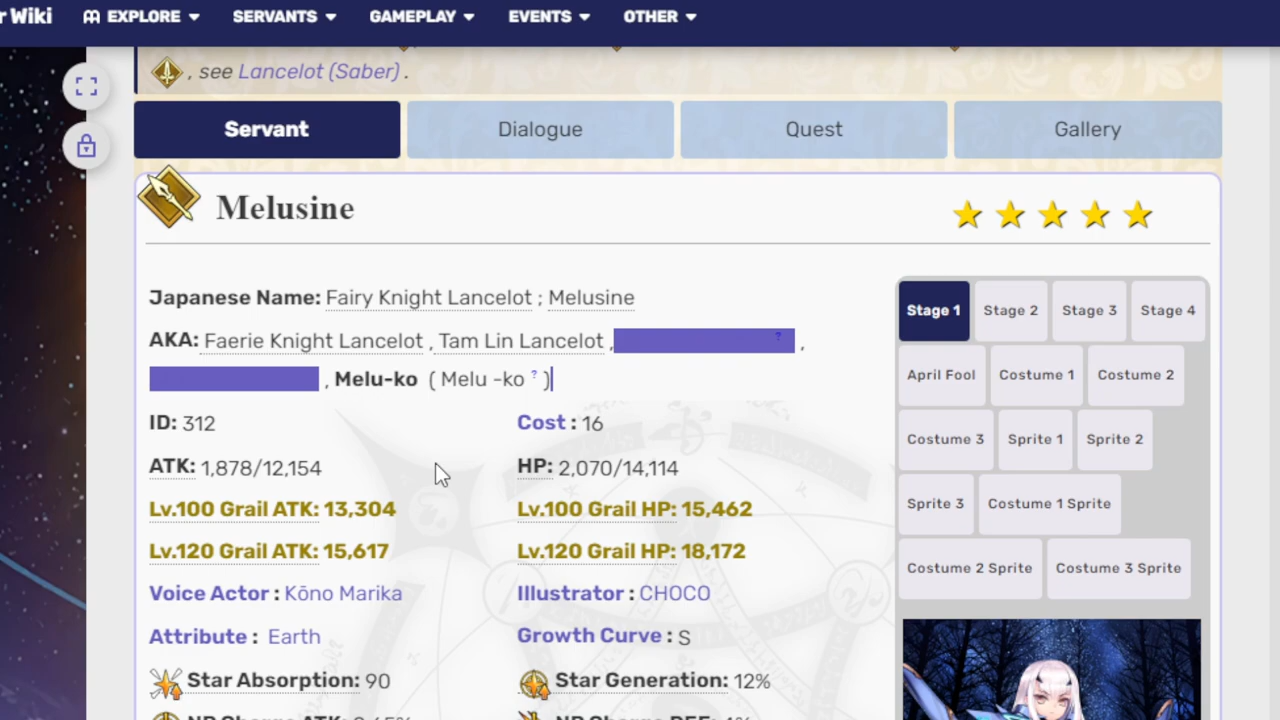 r Wiki EXPLORE SERVANTS GAMEPLAY EVENTS OTHER
, see Lancelot (Saber) .
Servant Dialogue Quest Gallery
Melusine
Japanese Name: Fairy Knight Lancelot ; Melusine
AKA: Faerie Knight Lancelot , Tam Lin Lancelot , ? ,
, Melu-ko ( Melu -ko ? )
ID: 312 Cost : 16
ATK: 1,878/12,154 HP: 2,070/14,114
Lv.100 Grail ATK: 13,304 Lv.100 Grail HP: 15,462
Lv.120 Grail ATK: 15,617 Lv.120 Grail HP: 18,172
Voice Actor : Kōno Marika Illustrator : CHOCO
Attribute : Earth Growth Curve : S
Star Absorption: 90 Star Generation: 12%
Stage 1 Stage 2 Stage 3 Stage 4
April Fool Costume 1 Costume 2
Costume 3 Sprite 1 Sprite 2
Sprite 3 Costume 1 Sprite
Costume 2 Sprite Costume 3 Sprite